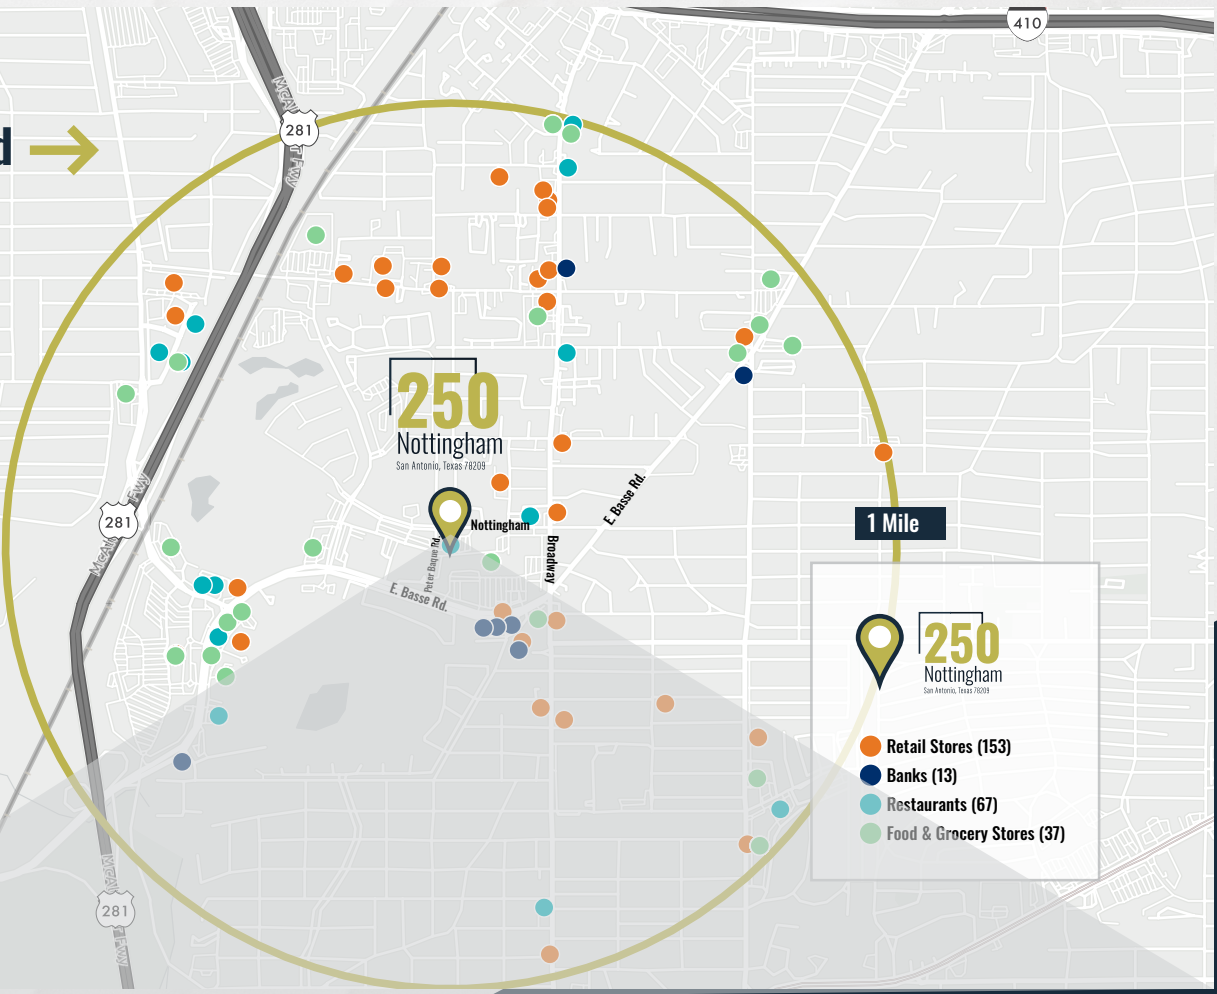 410
281
d
250
Nottingham
San Antonio, Texas 78209
E. Basse Rd.
Nottingham
281
Fwy
1 Mile
Broadway
Peter Baque Rd.
E. Basse Rd.
250
Nottingham
San Antonio, Texas 78209
Retail Stores (153)
Banks (13)
Restaurants (67)
Food & Grocery Stores (37)
281
Fwy